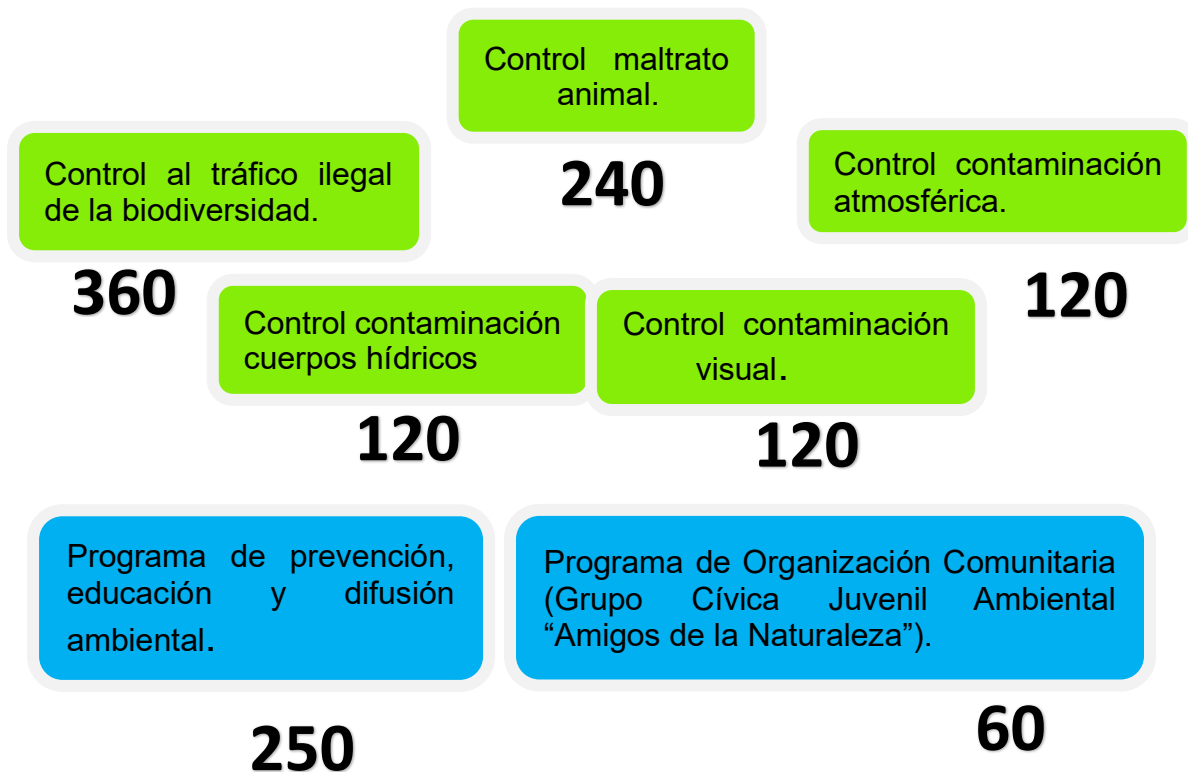 Control maltrato
animal.
240
Control al tráfico ilegal
de la biodiversidad.
360
Control contaminación
atmosférica.
120
Control contaminación
cuerpos hídricos
120
Control contaminación
visual.
120
Programa de prevención,
educación y difusión
ambiental.
250
Programa de Organización Comunitaria
(Grupo Cívica Juvenil Ambiental
“Amigos de la Naturaleza”).
60